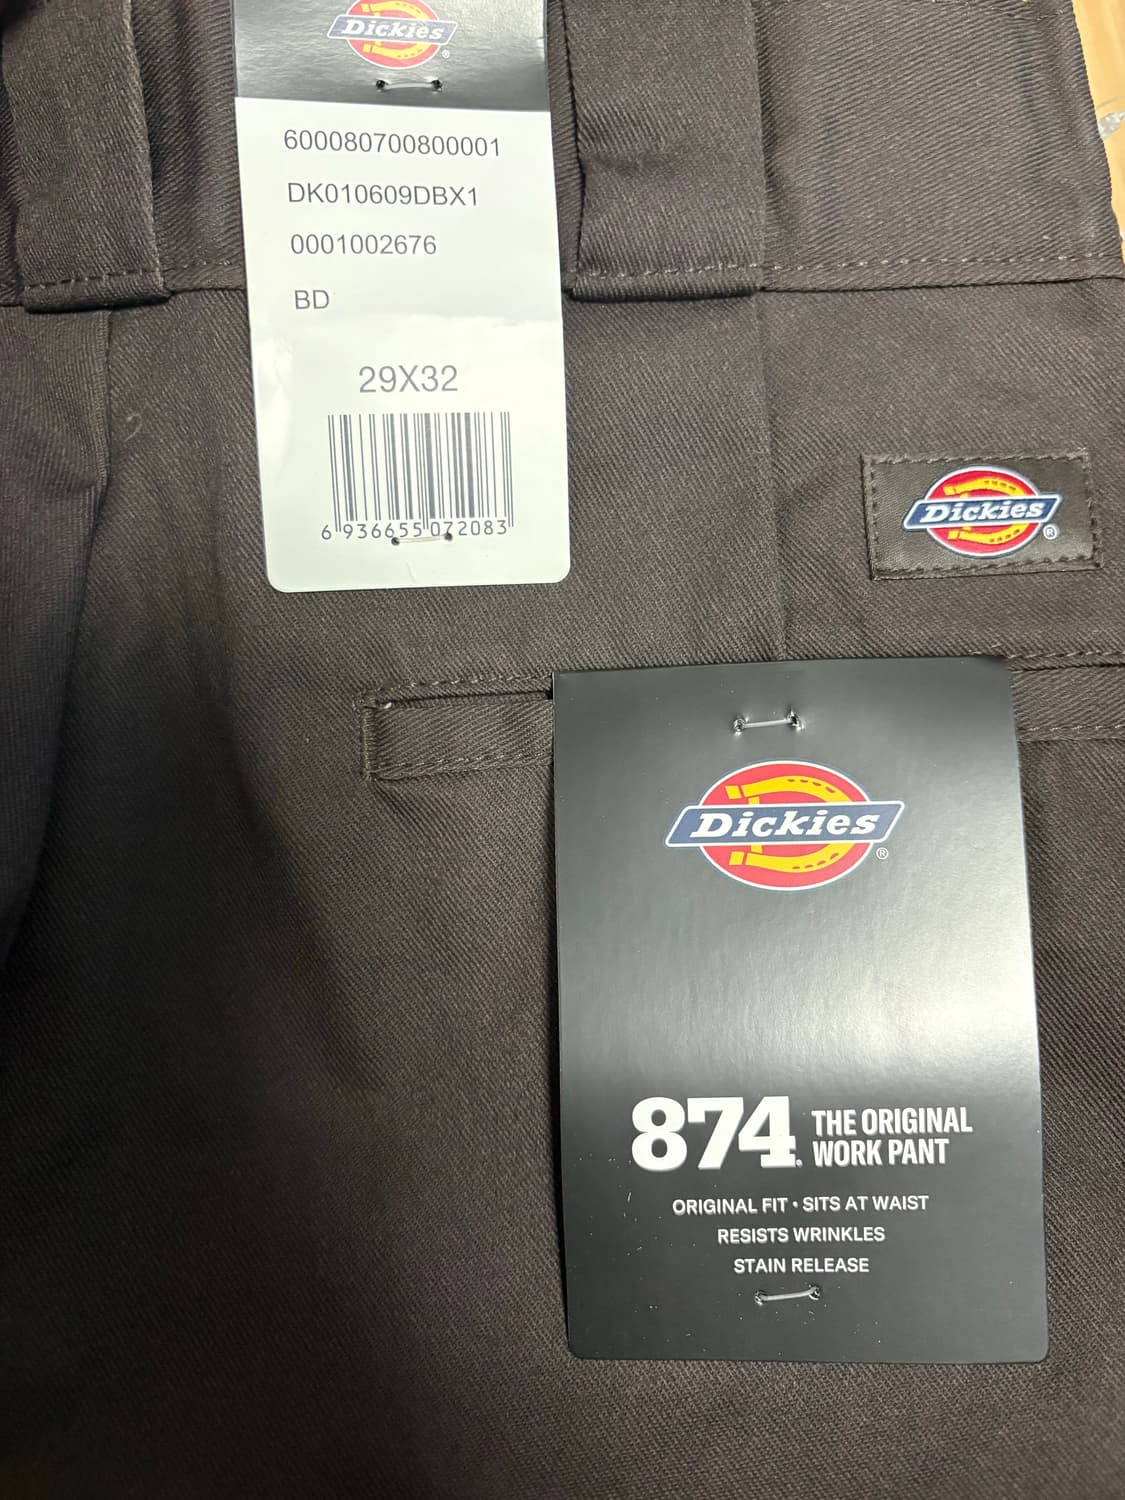 Dickies
®
600080700800001
DK010609DBX1
0001002676
BD
29X32
6 936655 072083
Dickies
®
Dickies
®
874® THE ORIGINAL
WORK PANT
ORIGINAL FIT • SITS AT WAIST
RESISTS WRINKLES
STAIN RELEASE